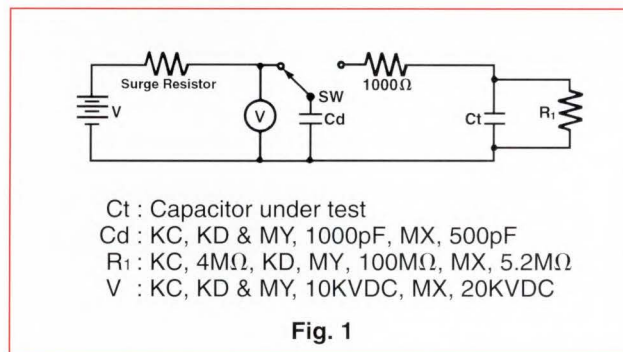 Surge Resistor
1000Ω
SW
V
V
Cd
Ct
R1
Ct : Capacitor under test
Cd : KC, KD & MY, 1000pF, MX, 500pF
R1 : KC, 4MΩ, KD, MY, 100MΩ, MX, 5.2MΩ
V : KC, KD & MY, 10KVDC, MX, 20KVDC
Fig. 1